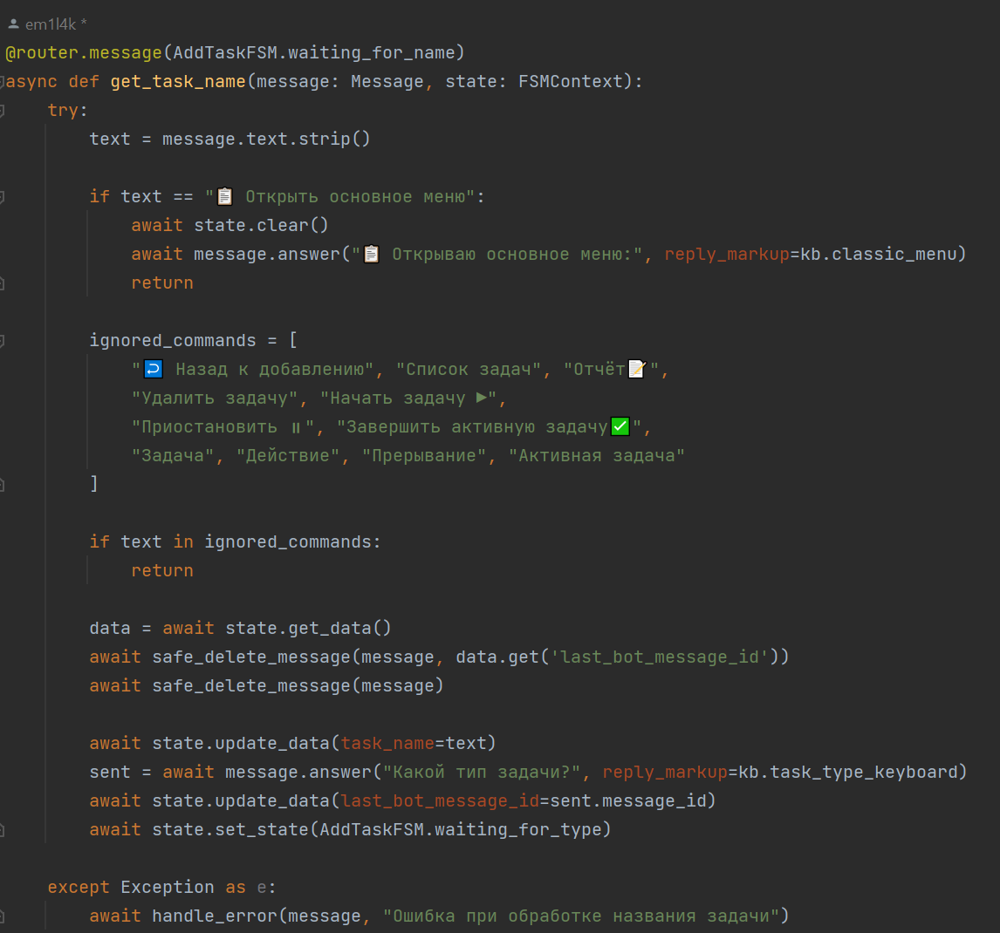 em1l4k *
@router.message(AddTaskFSM.waiting_for_name)
async def get_task_name(message: Message, state: FSMContext):
    try:
        text = message.text.strip()
        if text == "📋 Открыть основное меню":
            await state.clear()
            await message.answer("📋 Открываю основное меню:", reply_markup=kb.classic_menu)
            return
        ignored_commands = [
            "↩️ Назад к добавлению", "Список задач", "Отчёт📝",
            "Удалить задачу", "Начать задачу ▶",
            "Приостановить ⏸", "Завершить активную задачу✅",
            "Задача", "Действие", "Прерывание", "Активная задача"
        ]
        if text in ignored_commands:
            return
        data = await state.get_data()
        await safe_delete_message(message, data.get('last_bot_message_id'))
        await safe_delete_message(message)
        await state.update_data(task_name=text)
        sent = await message.answer("Какой тип задачи?", reply_markup=kb.task_type_keyboard)
        await state.update_data(last_bot_message_id=sent.message_id)
        await state.set_state(AddTaskFSM.waiting_for_type)
    except Exception as e:
        await handle_error(message, "Ошибка при обработке названия задачи")